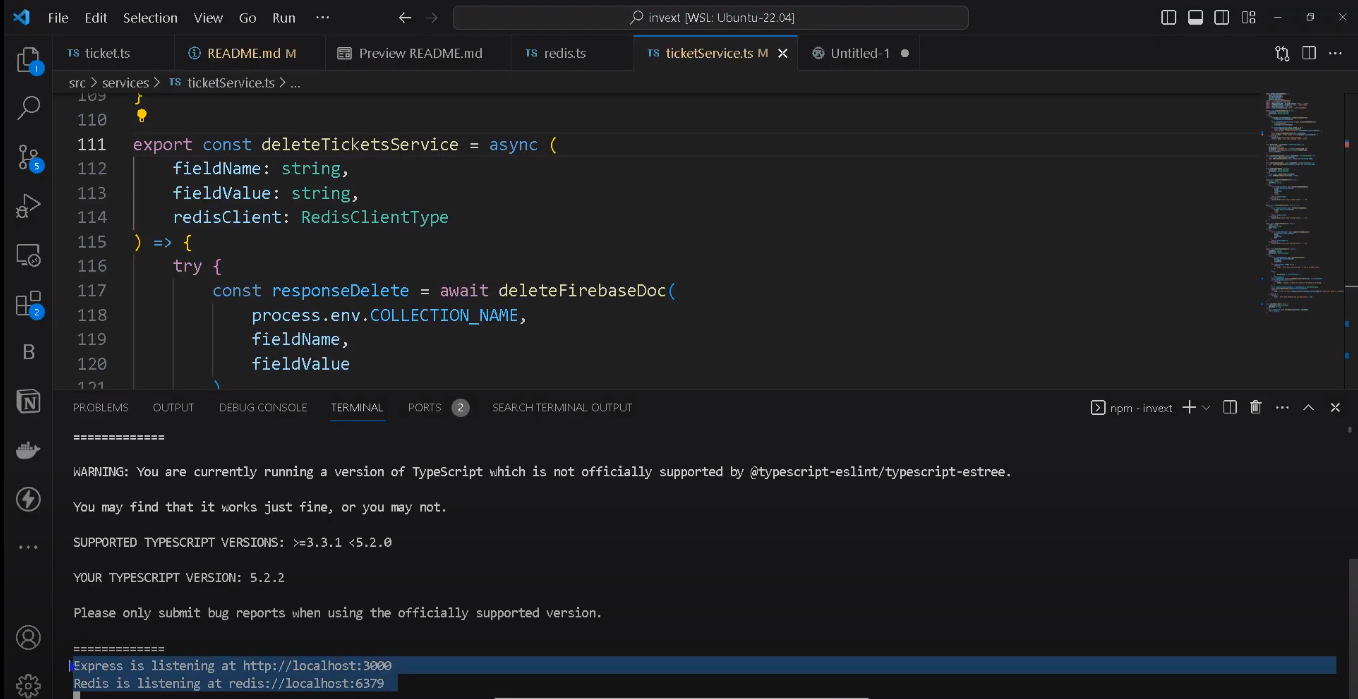 File Edit Selection View Go Run ···
invext [WSL: Ubuntu-22.04]
TS ticket.ts README.md M Preview README.md TS redis.ts TS ticketService.ts M Untitled-1
src > services > TS ticketService.ts > ...
109 }
110
111 export const deleteTicketsService = async (
112 fieldName: string,
113 fieldValue: string,
114 redisClient: RedisClientType
115 ) => {
116 try {
117 const responseDelete = await deleteFirebaseDoc(
118 process.env.COLLECTION_NAME,
119 fieldName,
120 fieldValue
121 )
1
5
2
B
N
PROBLEMS OUTPUT DEBUG CONSOLE TERMINAL PORTS 2 SEARCH TERMINAL OUTPUT npm - invext
=============
WARNING: You are currently running a version of TypeScript which is not officially supported by @typescript-eslint/typescript-estree.
You may find that it works just fine, or you may not.
SUPPORTED TYPESCRIPT VERSIONS: >=3.3.1 <5.2.0
YOUR TYPESCRIPT VERSION: 5.2.2
Please only submit bug reports when using the officially supported version.
=============
Express is listening at http://localhost:3000
Redis is listening at redis://localhost:6379